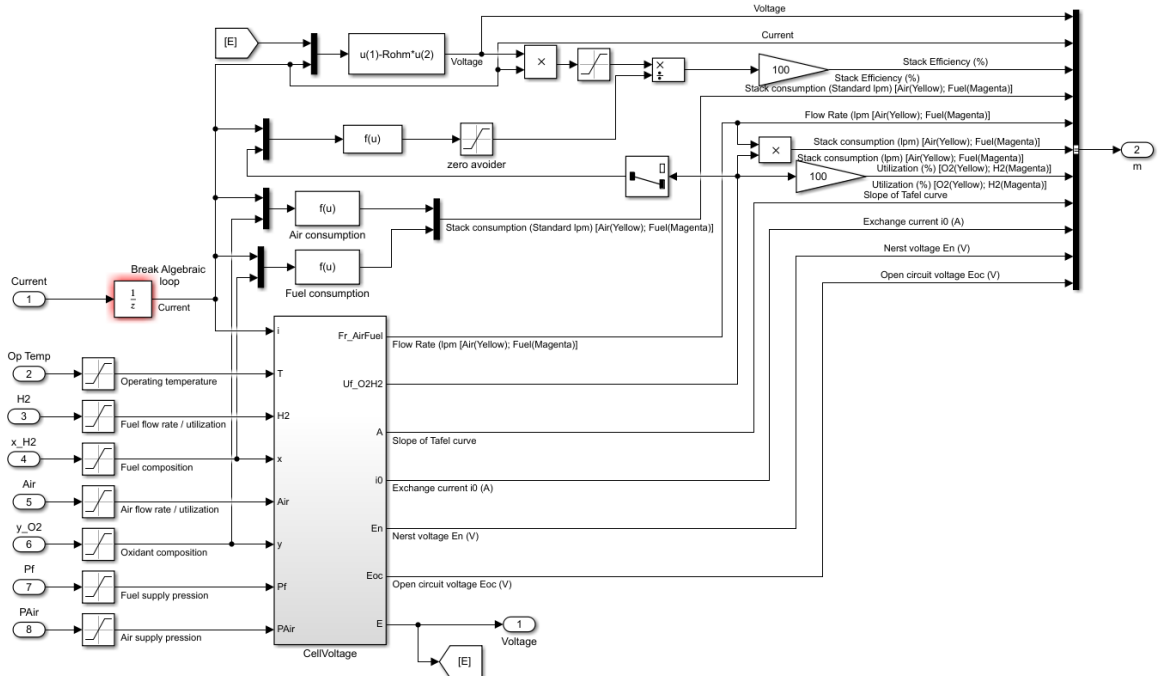 Voltage
[E]
u(1)-Rohm*u(2)
Voltage
×
×
÷
100
Current
Stack Efficiency (%)
Stack Efficiency (%)
Stack consumption (Standard lpm) [Air(Yellow); Fuel(Magenta)]
Flow Rate (lpm [Air(Yellow); Fuel(Magenta)]
f(u)
zero avoider
×
Stack consumption (lpm) [Air(Yellow); Fuel(Magenta)]
Stack consumption (lpm) [Air(Yellow); Fuel(Magenta)]
100
Utilization (%) [O2(Yellow); H2(Magenta)]
Utilization (%) [O2(Yellow); H2(Magenta)]
2
m
Slope of Tafel curve
f(u)
Air consumption
Stack consumption (Standard lpm) [Air(Yellow); Fuel(Magenta)]
Exchange current i0 (A)
Nerst voltage En (V)
f(u)
Fuel consumption
Open circuit voltage Eoc (V)
Current
1
Break Algebraic
loop
1
z
Current
Op Temp
2
Operating temperature
H2
3
Fuel flow rate / utilization
x_H2
4
Fuel composition
Air
5
Air flow rate / utilization
y_O2
6
Oxidant composition
Pf
7
Fuel supply pression
PAir
8
Air supply pression
i
T
H2
x
Air
y
Pf
PAir
Fr_AirFuel
Uf_O2H2
A
i0
En
Eoc
E
CellVoltage
Flow Rate (lpm [Air(Yellow); Fuel(Magenta)]
Slope of Tafel curve
Exchange current i0 (A)
Nerst voltage En (V)
Open circuit voltage Eoc (V)
1
Voltage
[E]